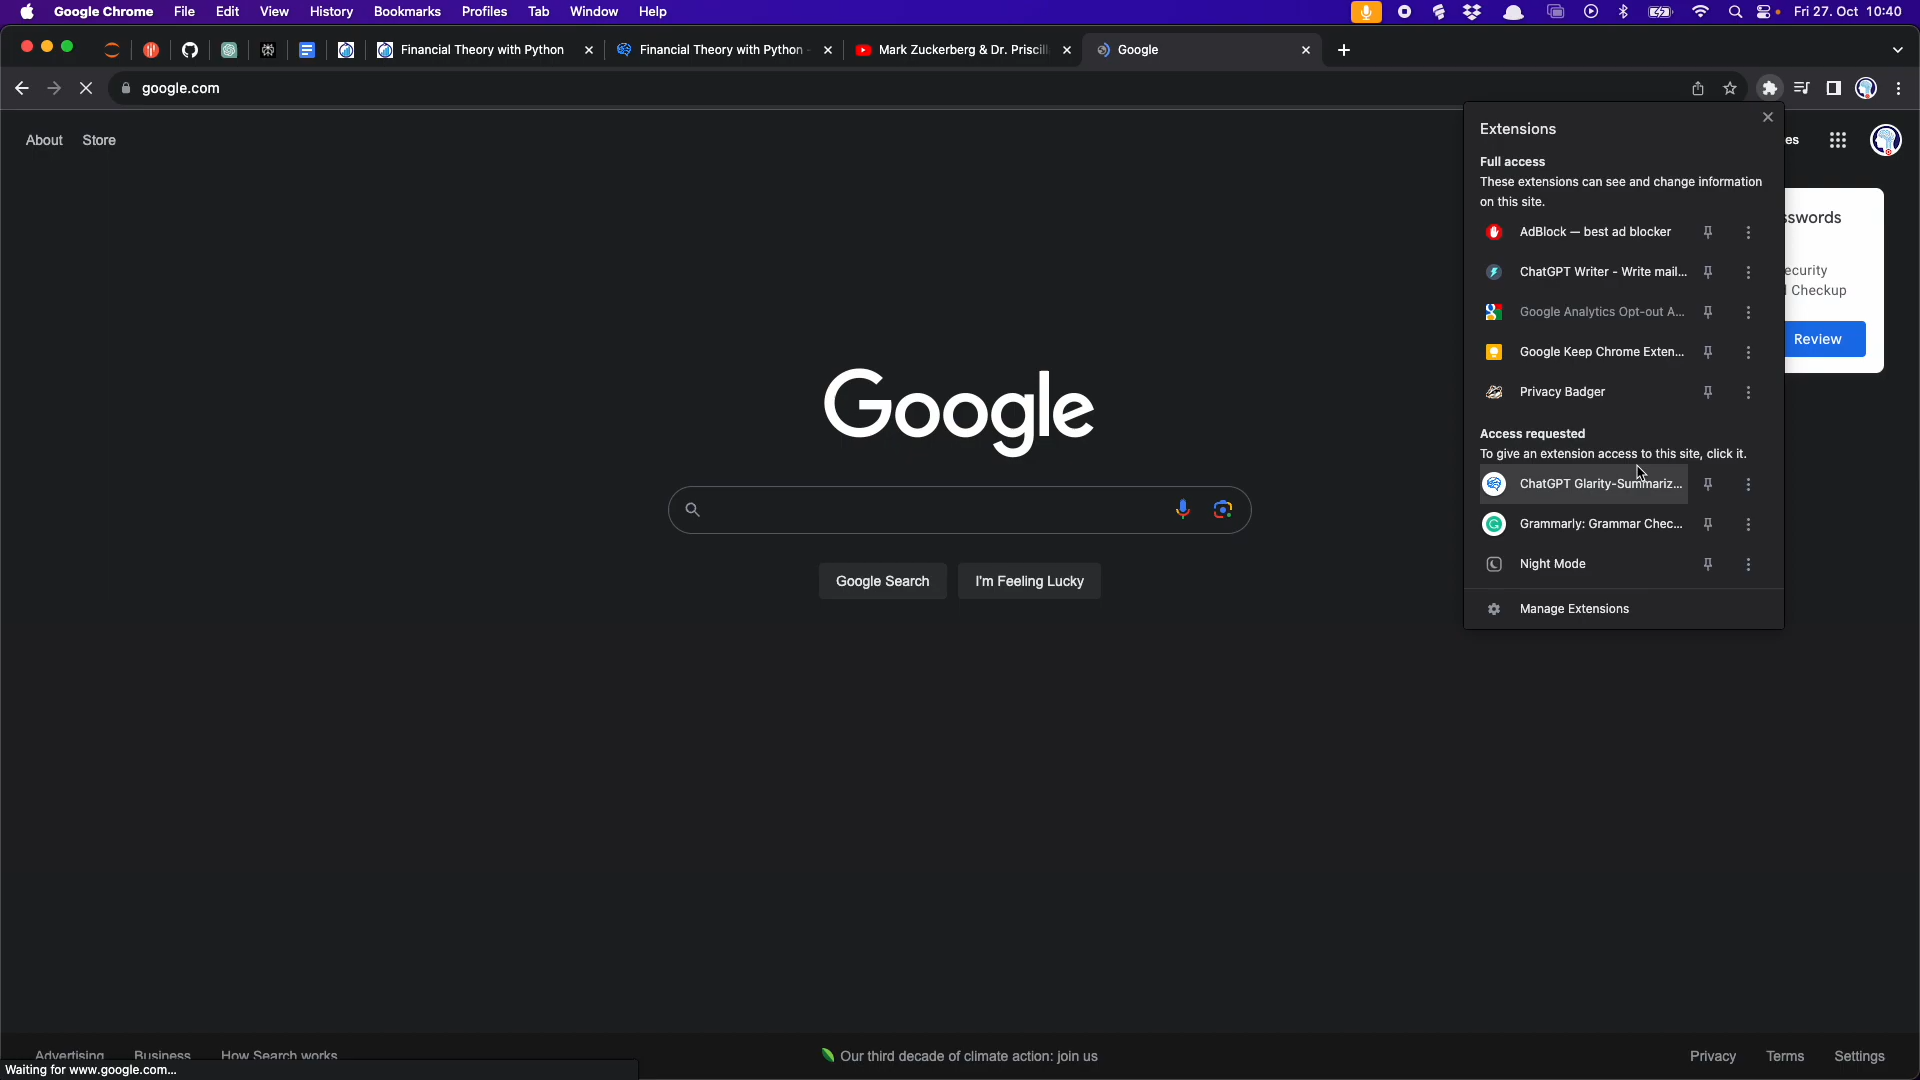 Google Chrome File Edit View History Bookmarks Profiles Tab Window Help Fri 27. Oct 10:40
Financial Theory with Python Financial Theory with Python - Mark Zuckerberg & Dr. Priscill Google
google.com
About Store
es
Extensions
Full access
These extensions can see and change information
on this site.
AdBlock — best ad blocker
ChatGPT Writer - Write mail...
Google Analytics Opt-out A...
Google Keep Chrome Exten...
Privacy Badger
Access requested
To give an extension access to this site, click it.
ChatGPT Glarity-Summariz...
Grammarly: Grammar Chec...
Night Mode
Manage Extensions
sswords
ecurity
Checkup
Review
Google
Google Search I'm Feeling Lucky
Our third decade of climate action: join us
Advertising Business How Search works
Privacy Terms Settings
Waiting for www.google.com...